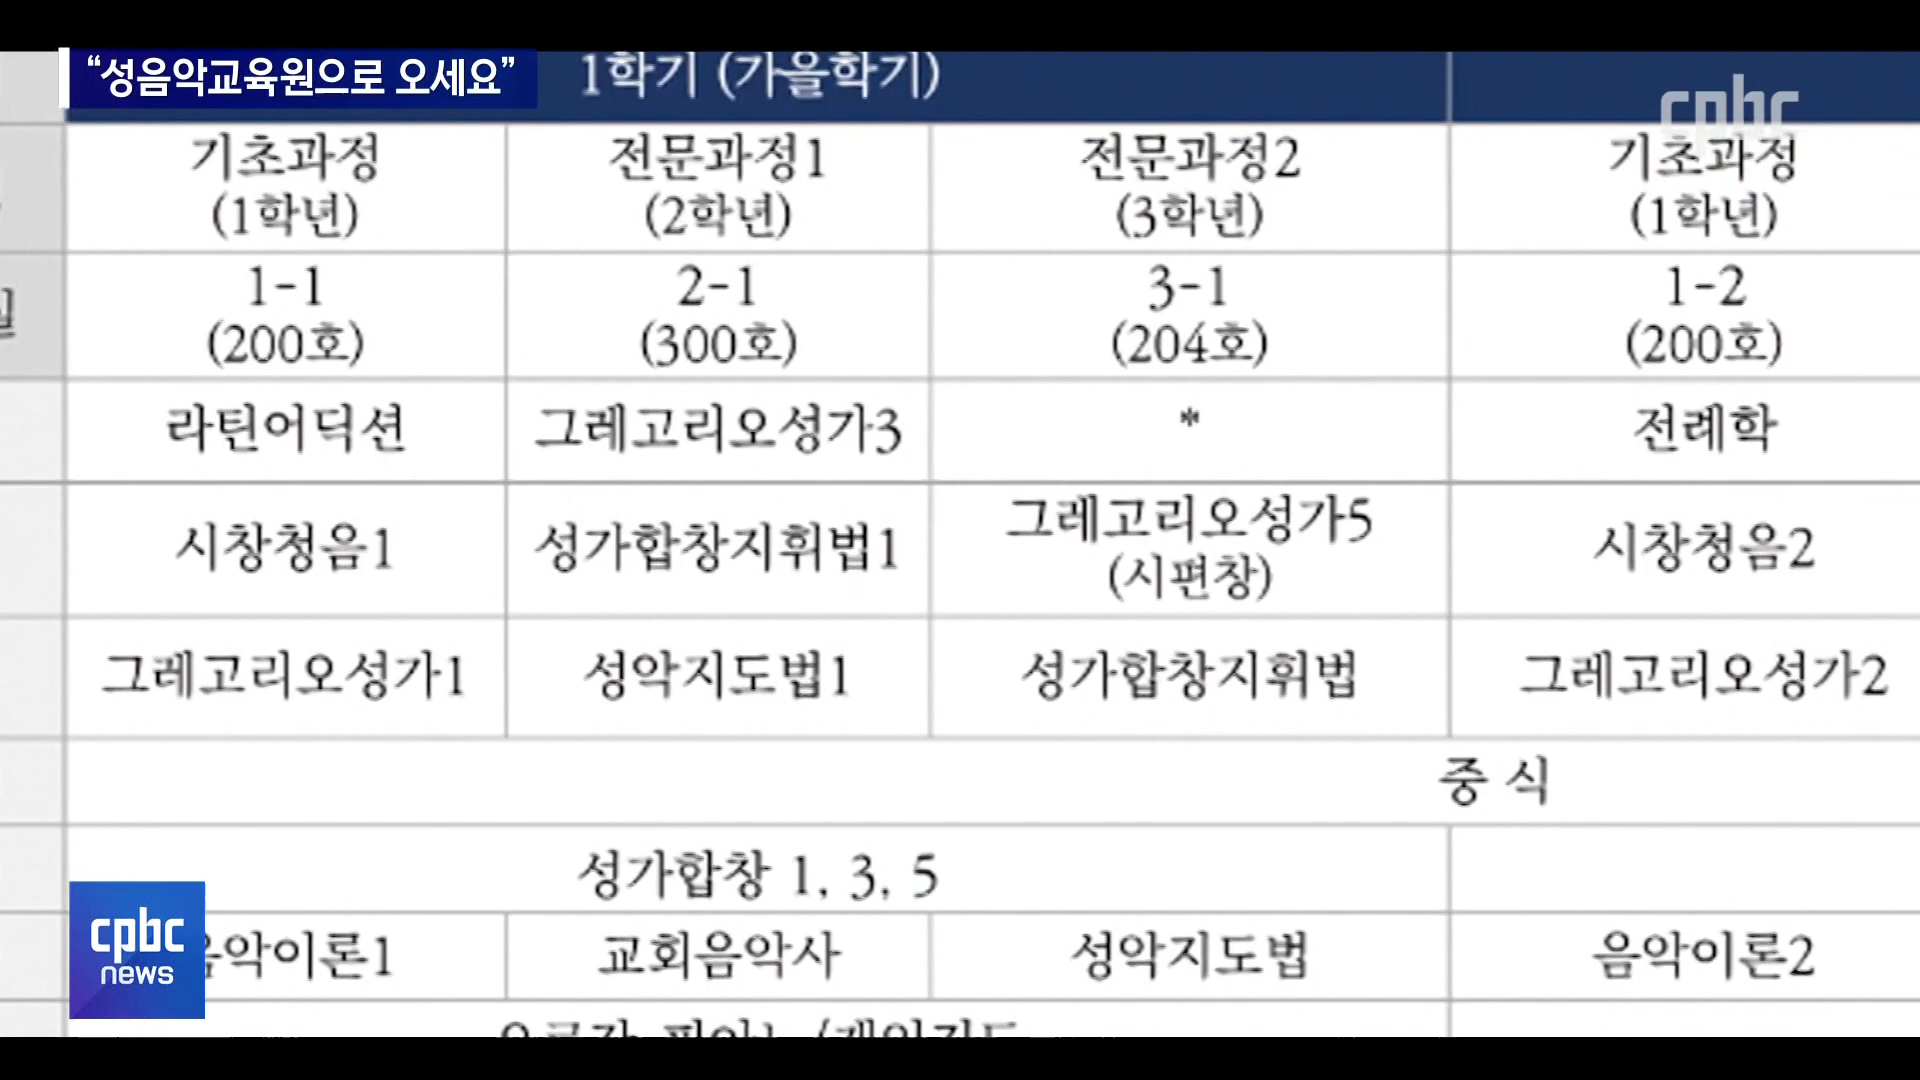 “성음악교육원으로 오세요”
1학기 (가을학기)
cpbc
기초과정
(1학년)
전문과정1
(2학년)
전문과정2
(3학년)
기초과정
(1학년)
1-1
(200호)
2-1
(300호)
3-1
(204호)
1-2
(200호)
라틴어딕션
그레고리오성가3
*
전례학
시창청음1
성가합창지휘법1
그레고리오성가5
(시편창)
시창청음2
그레고리오성가1
성악지도법1
성가합창지휘법
그레고리오성가2
중 식
성가합창 1, 3, 5
cpbc
news
음악이론1
교회음악사
성악지도법
음악이론2